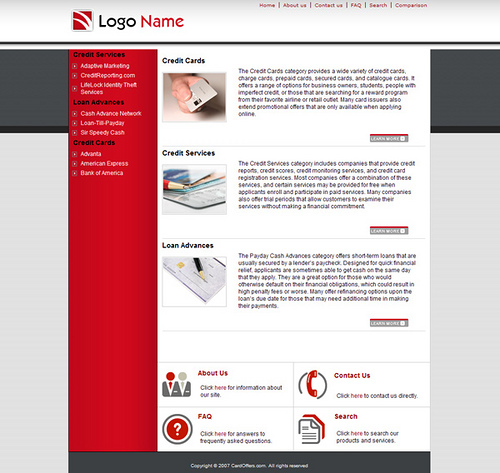 Home | About us | Contact us | FAQ | Search | Comparison
Logo Name
Credit Services
Adaptive Marketing
CreditReporting.com
LifeLock Identity Theft
Services
Loan Advances
Cash Advance Network
Loan-Till-Payday
Sir Speedy Cash
Credit Cards
Advanta
American Express
Bank of America
Credit Cards
The Credit Cards category provides a wide variety of credit cards,
charge cards, prepaid cards, secured cards, and catalogue cards. It
offers a range of options for business owners, students, people with
imperfect credit, or those that are searching for a reward program
from their favorite airline or retail outlet. Many card issuers also
extend promotional offers that are only available when applying
online.
LEARN MORE
Credit Services
The Credit Services category includes companies that provide credit
reports, credit scores, credit monitoring services, and credit card
registration services. Most companies offer a combination of these
services, and certain services may be provided for free when
applicants enroll and participate in paid services. Many companies
also offer trial periods that allow customers to examine their
services without making a financial commitment.
LEARN MORE
Loan Advances
The Payday Cash Advances category offers short-term loans that are
usually secured by a lender's paycheck. Designed for quick financial
relief, applicants are sometimes able to get cash on the same day
that they apply. They are a great option for those who would
otherwise default on their financial obligations, which could result in
high penalty fees or worse. Many offer refinancing options upon the
loan's due date for those that may need additional time in making
their payments.
LEARN MORE
About Us
Click here for information about
our site.
Contact Us
Click here to contact us directly.
FAQ
Click here for answers to
frequently asked questions.
Search
Click here to search our
products and services.
Copyright © 2007 CardOffers.com. All rights reserved.